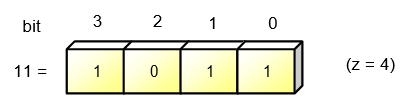 bit 3 2 1 0
11 = 1 0 1 1 (z = 4)